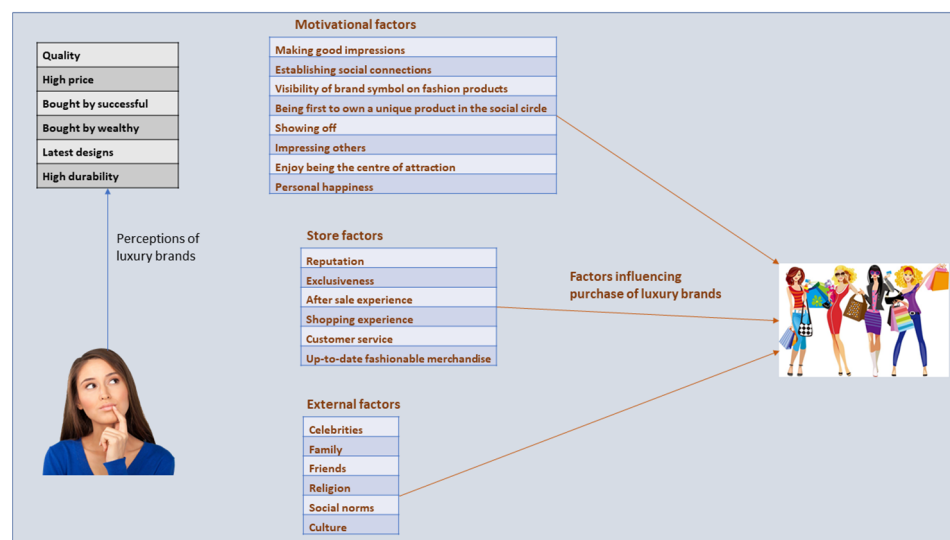 Quality
High price
Bought by successful
Bought by wealthy
Latest designs
High durability
Perceptions of
luxury brands
Motivational factors
Making good impressions
Establishing social connections
Visibility of brand symbol on fashion products
Being first to own a unique product in the social circle
Showing off
Impressing others
Enjoy being the centre of attraction
Personal happiness
Store factors
Reputation
Exclusiveness
After sale experience
Shopping experience
Customer service
Up-to-date fashionable merchandise
External factors
Celebrities
Family
Friends
Religion
Social norms
Culture
Factors influencing
purchase of luxury brands